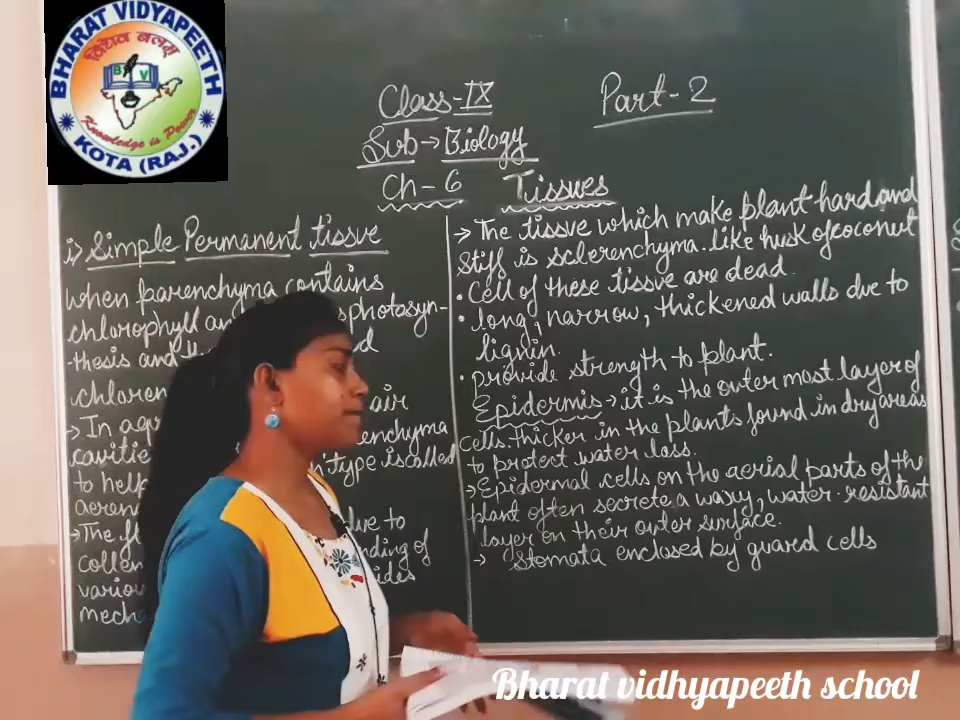 BHARAT VIDYAPEETH
B V
Knowledge is Power
KOTA (RAJ.)
Class-IX
Part-2
Sub→Biology
Ch-6 Tissues
i> Simple Permanent tissue
when parenchyma contains
chlorophyll an photosyn-
-thesis and
chloren
→ In aq air
cavitie enchyma
to help type is called
aeren
→ The fl due to
collen nding of
variou ides
mecha
→ The tissue which make plant hard and
stiff is sclerenchyma. Like husk of coconut
• Cell of these tissue are dead.
• long, narrow, thickened walls due to
lignin.
• provide strength to plant.
Epidermis → it is the outer most layer of
cells. thicker in the plants found in dry areas
to protect water loss.
→ Epidermal cells on the aerial parts of the
plant often secrete a waxy, water-resistant
layer on their outer surface.
→ Stomata enclosed by guard cells
Bharat vidhyapeeth school